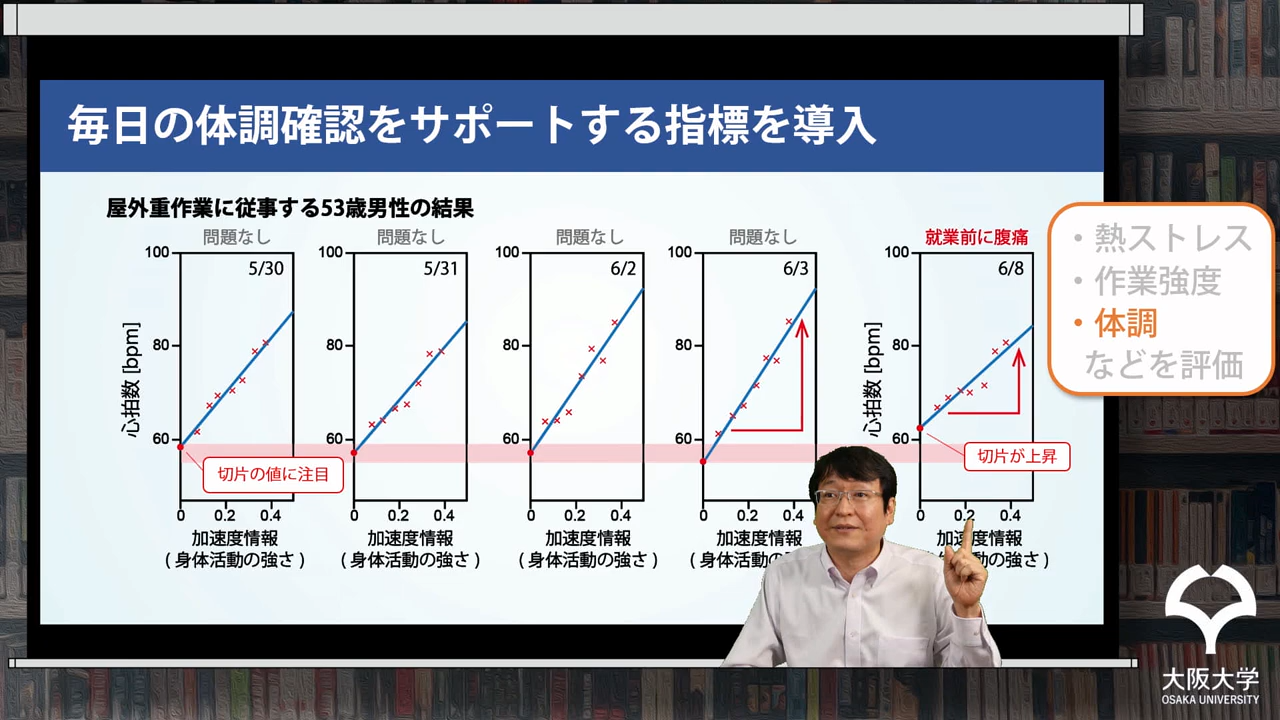 毎日の体調確認をサポートする指標を導入
屋外重作業に従事する53歳男性の結果
問題なし
100
5/30
80
60
心拍数 [bpm]
切片の値に注目
0 0.2 0.4
加速度情報
(身体活動の強さ)
問題なし
100
5/31
80
60
0 0.2 0.4
加速度情報
(身体活動の強さ)
問題なし
100
6/2
80
60
0 0.2 0.4
加速度情報
(身体活動の強さ)
問題なし
100
6/3
80
60
0 0.2 0.4
加速度情報
(身体活動の
就業前に腹痛
100
6/8
80
60
心拍数 [bpm]
切片が上昇
0 0.2 0.4
加速度情報
の強さ)
・熱ストレス
・作業強度
・体調
などを評価
大阪大学
OSAKA UNIVERSITY